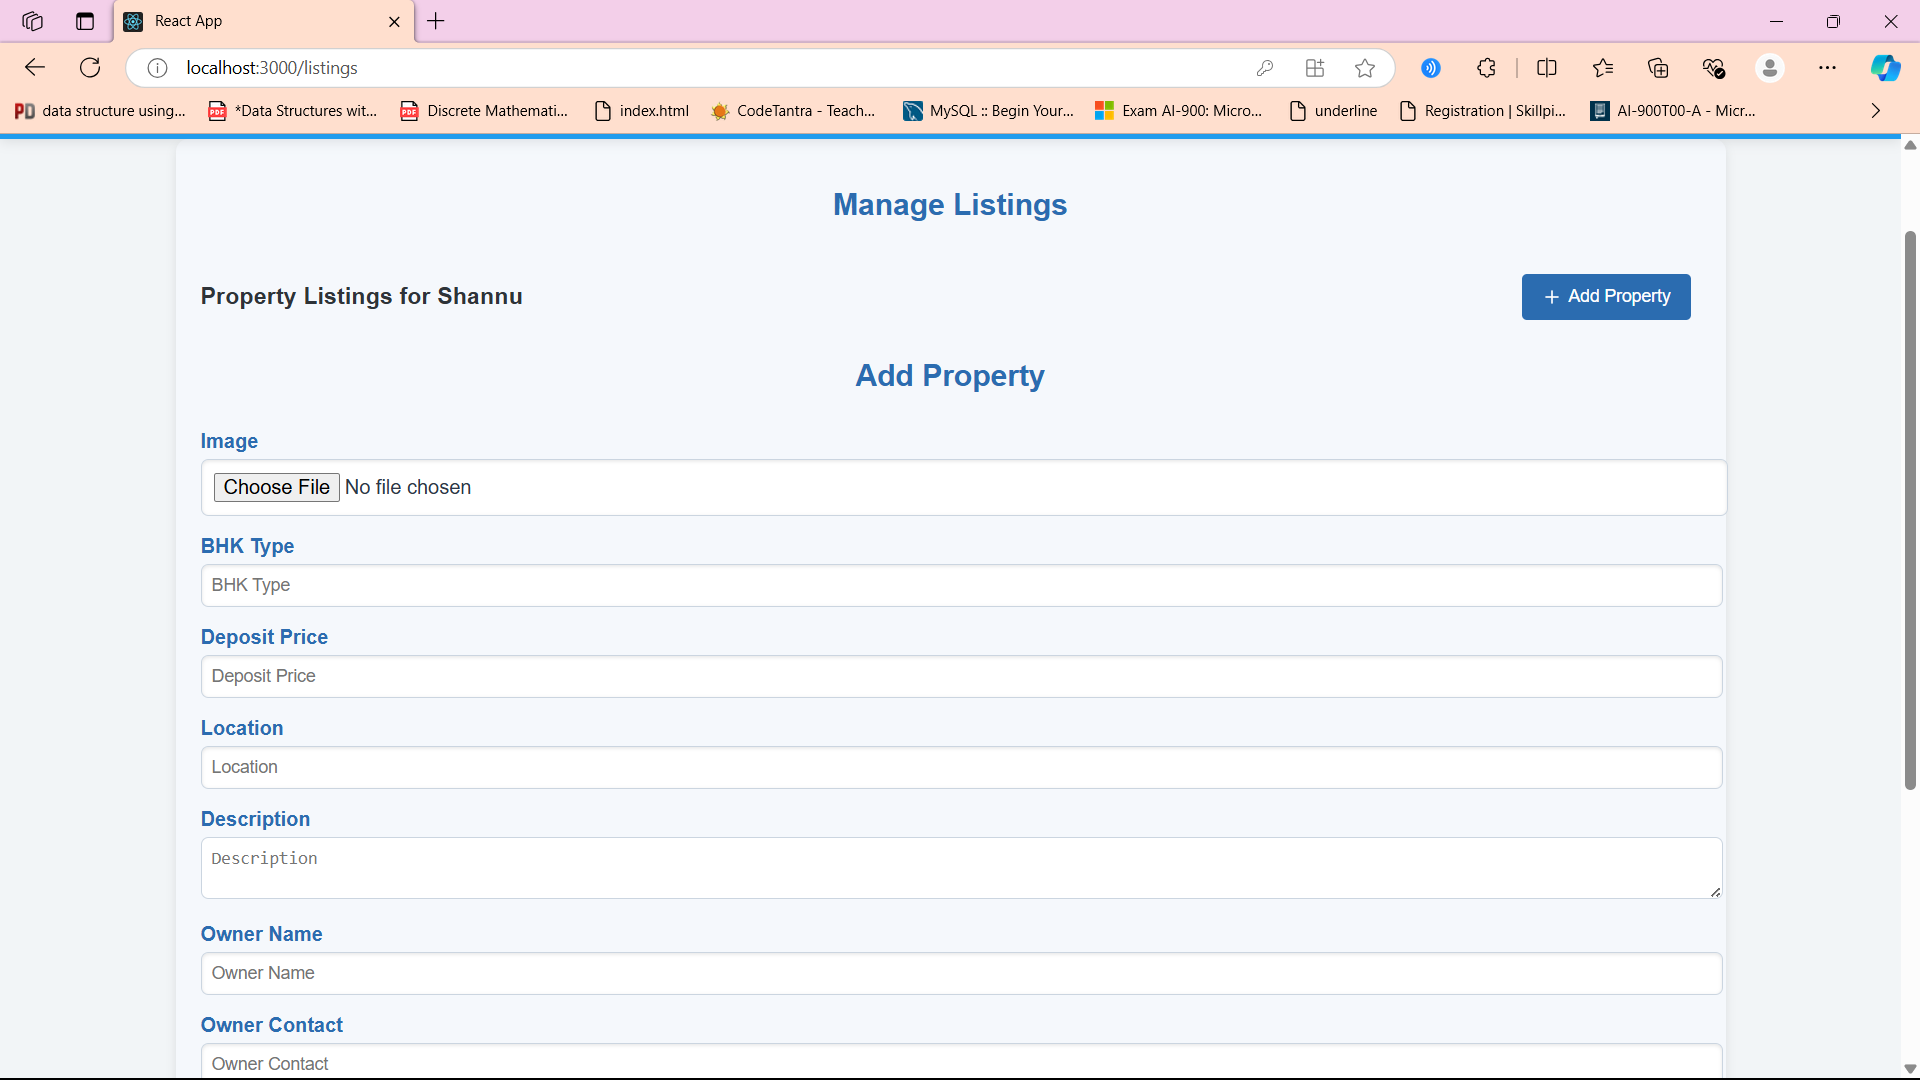 React App
localhost:3000/listings
data structure using... *Data Structures wit... Discrete Mathemati... index.html CodeTantra - Teach... MySQL :: Begin Your... Exam AI-900: Micro... underline Registration | Skillpi... AI-900T00-A - Micr...
Manage Listings
Property Listings for Shannu
+ Add Property
Add Property
Image
Choose File No file chosen
BHK Type
BHK Type
Deposit Price
Deposit Price
Location
Location
Description
Description
Owner Name
Owner Name
Owner Contact
Owner Contact